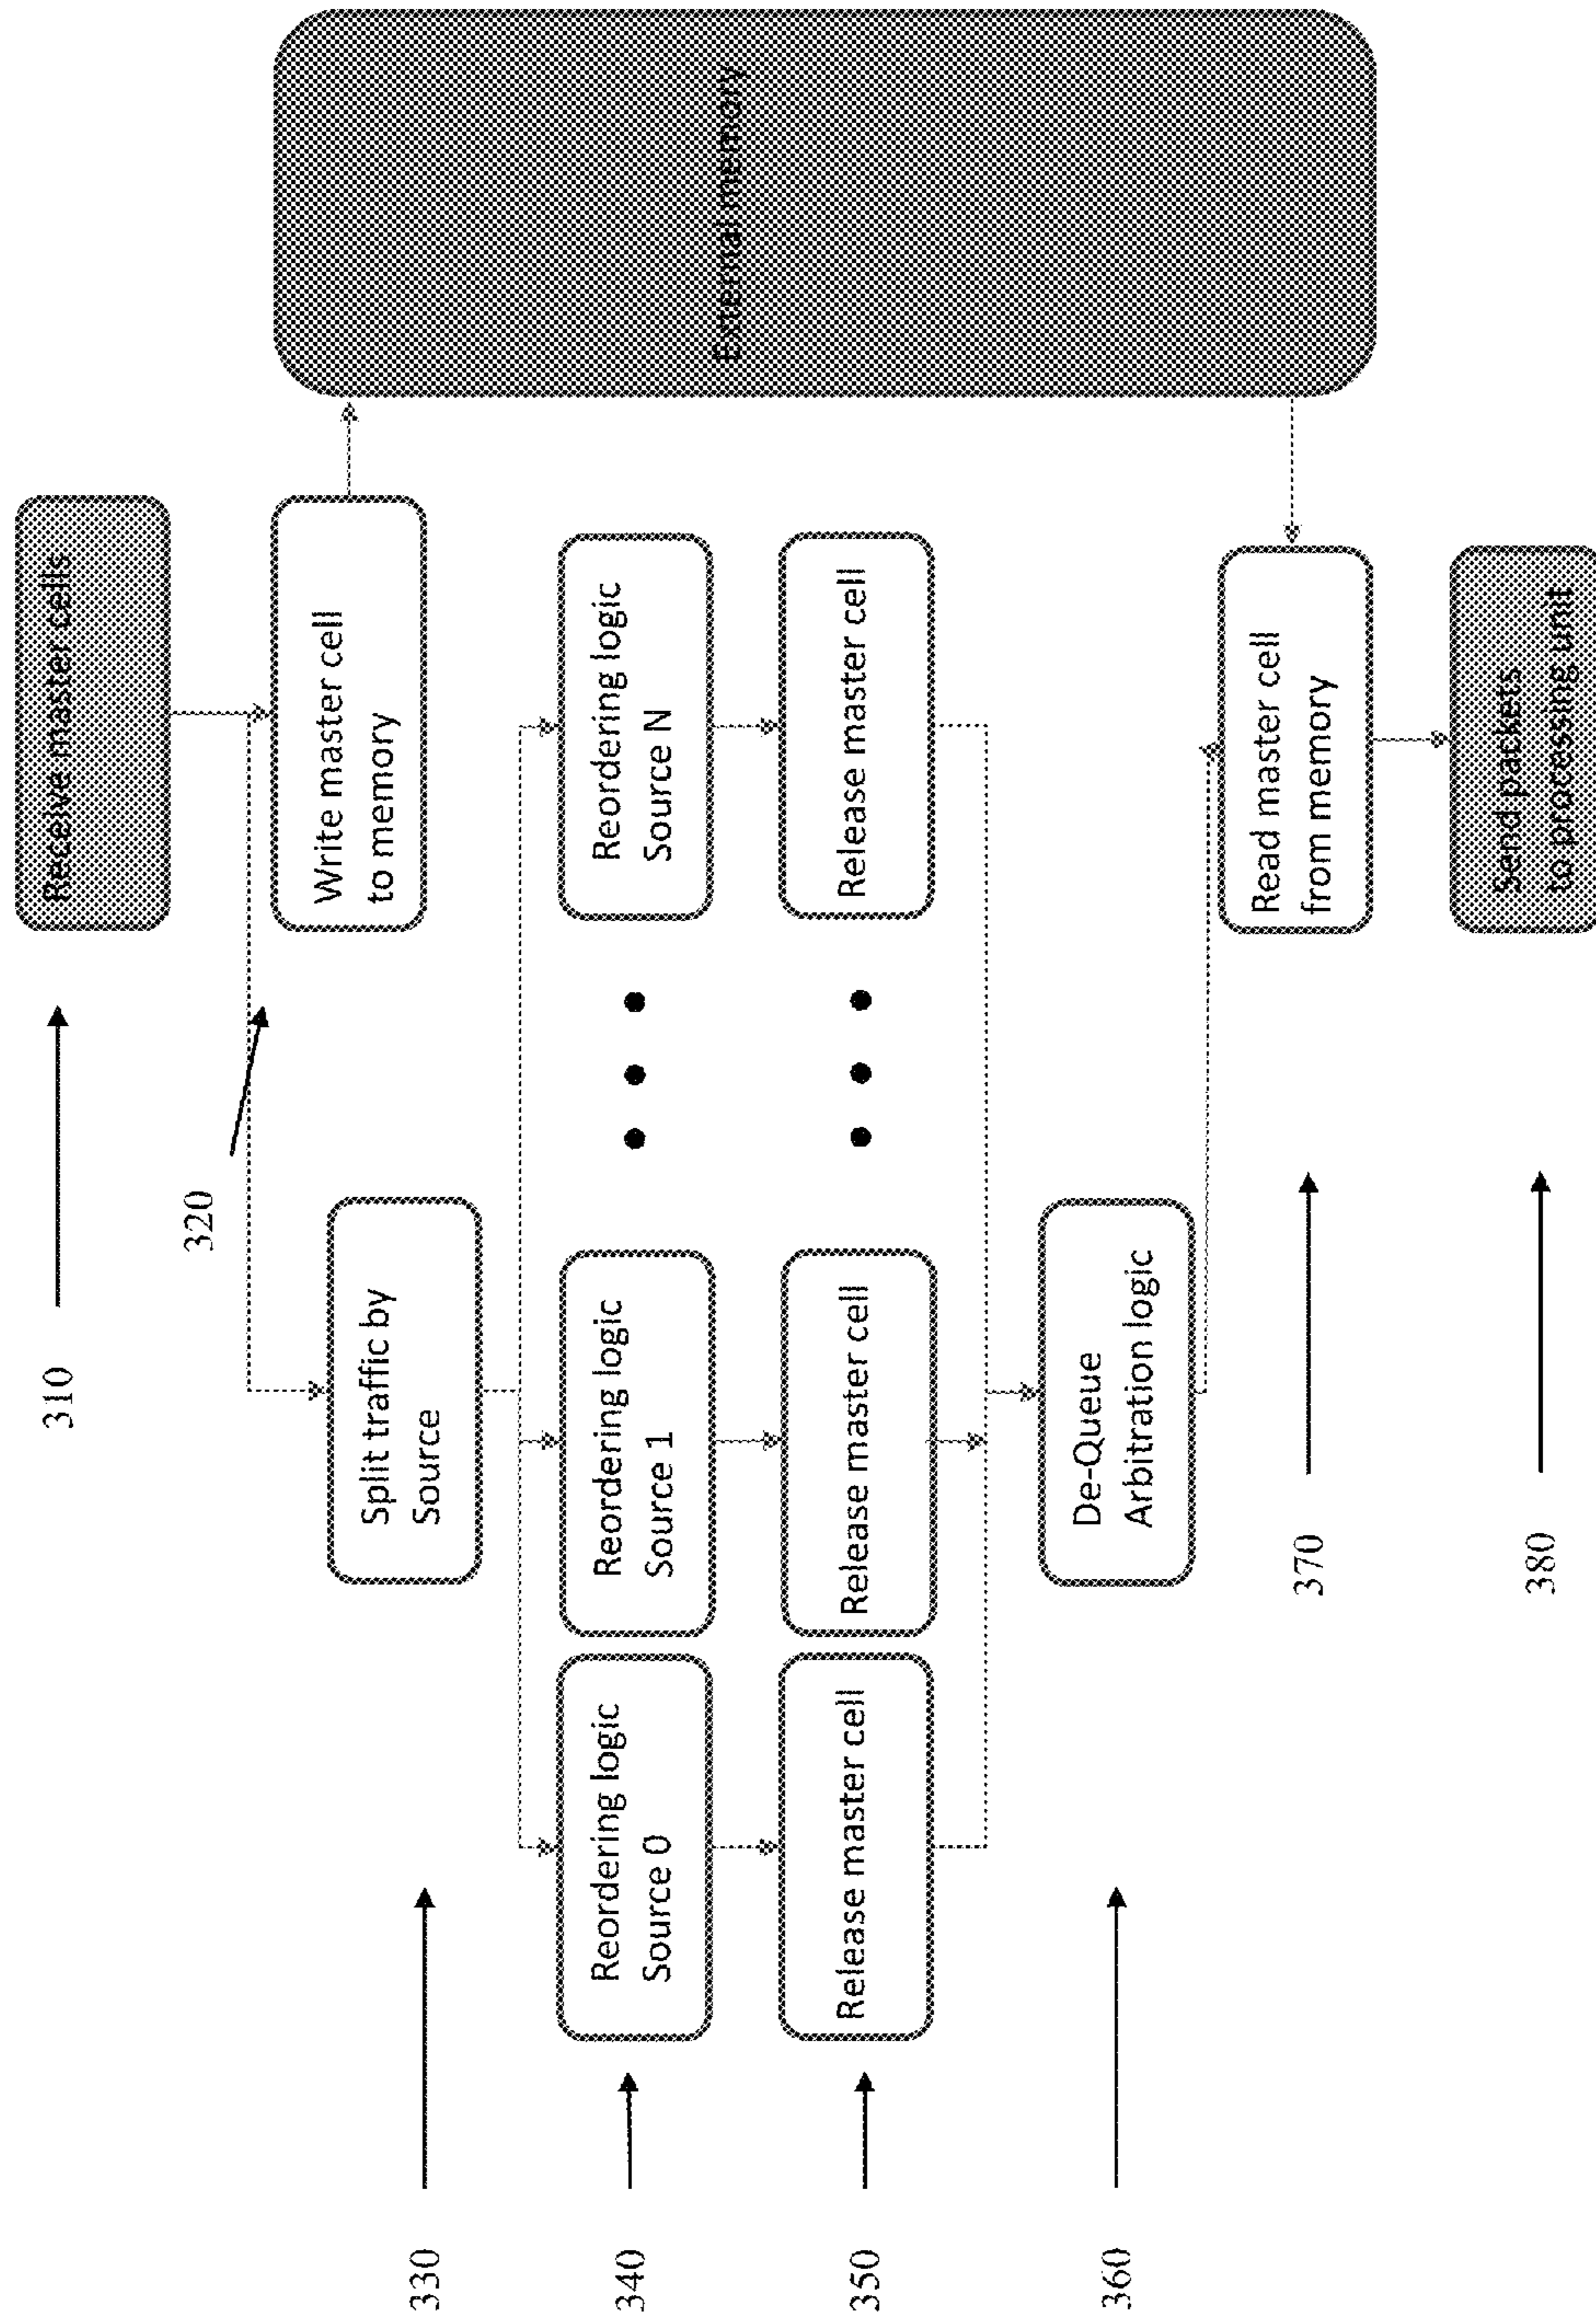 310
Receive master cells
320
Write master cell
to memory
External memory
330
Split traffic by
Source
340
Reordering logic
Source 0
Reordering logic
Source 1
Reordering logic
Source N
350
Release master cell
Release master cell
Release master cell
360
De-Queue
Arbitration logic
370
Read master cell
from memory
380
Send packets
to processing unit